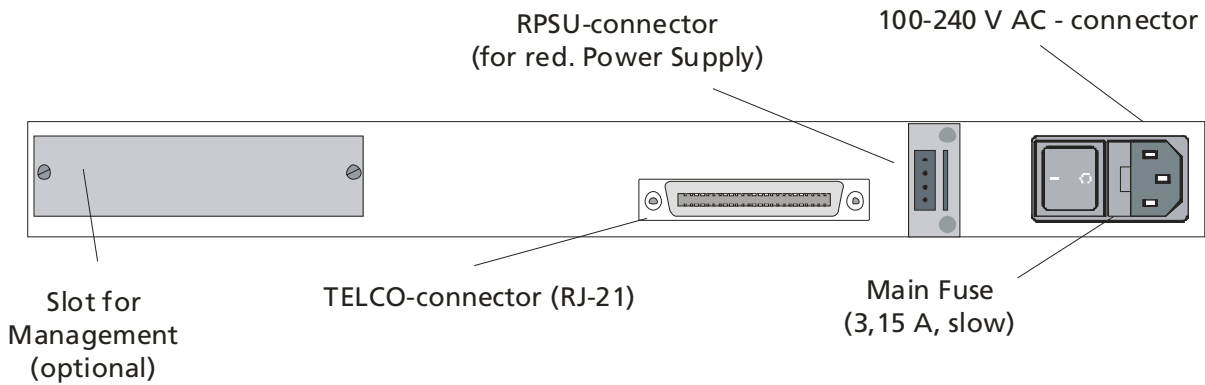 RPSU-connector
(for red. Power Supply)
100-240 V AC - connector
Slot for
Management
(optional)
TELCO-connector (RJ-21)
Main Fuse
(3,15 A, slow)